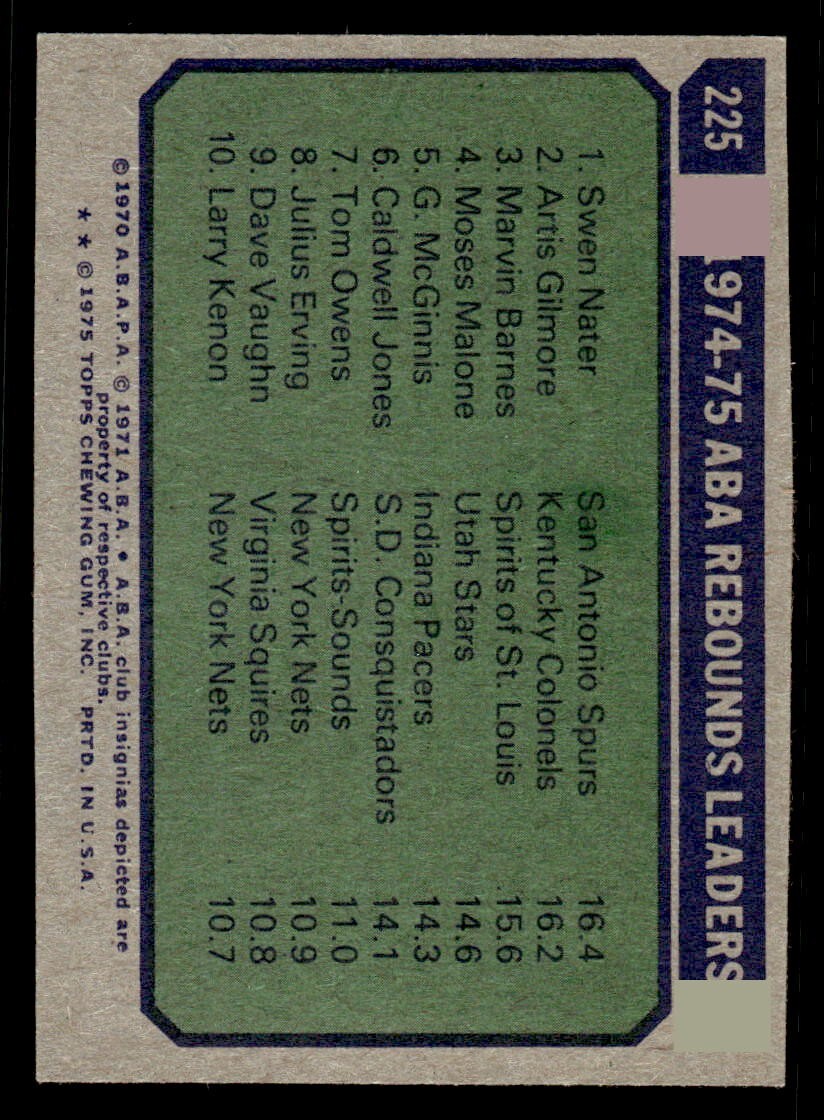 225
1974-75 ABA REBOUNDS LEADERS
1. Swen Nater San Antonio Spurs 16.4
2. Artis Gilmore Kentucky Colonels 16.2
3. Marvin Barnes Spirits of St. Louis 15.6
4. Moses Malone Utah Stars 14.6
5. G. McGinnis Indiana Pacers 14.3
6. Caldwell Jones S.D. Consquistadors 14.1
7. Tom Owens Spirits-Sounds 11.0
8. Julius Erving New York Nets 10.9
9. Dave Vaughn Virginia Squires 10.8
10. Larry Kenon New York Nets 10.7
©1970 A.B.A.P.A. ©1971 A.B.A. • A.B.A. club insignias depicted are
property of respective clubs.
★ ★ ©1975 TOPPS CHEWING GUM, INC. PRTD. IN U.S.A.